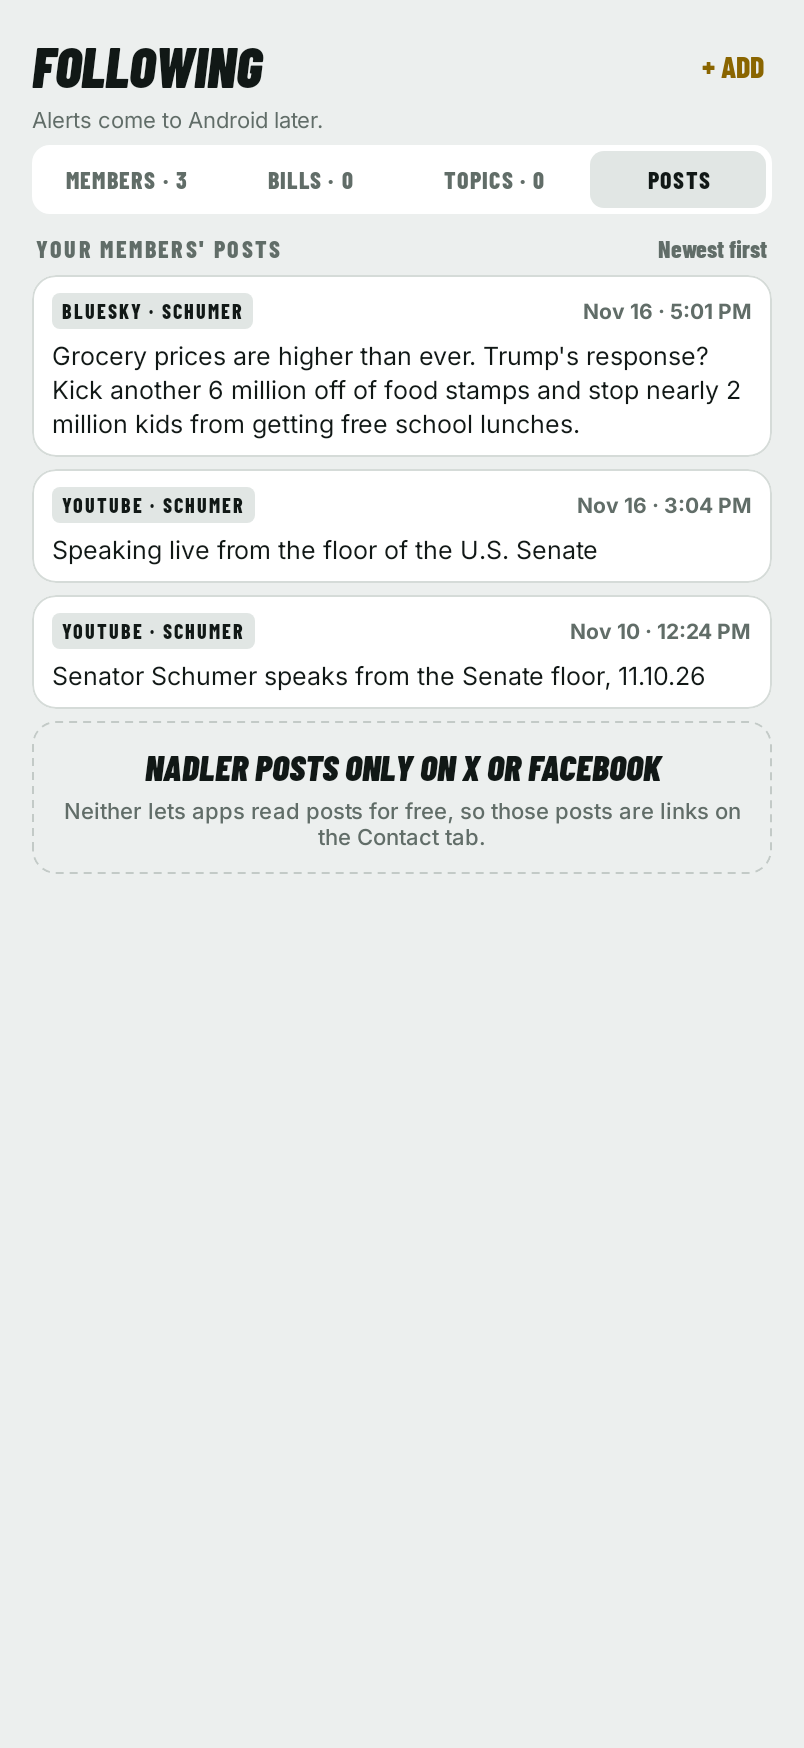 FOLLOWING
+ ADD
Alerts come to Android later.
MEMBERS · 3
BILLS · 0
TOPICS · 0
POSTS
YOUR MEMBERS' POSTS
Newest first
BLUESKY · SCHUMER
Nov 16 · 5:01 PM
Grocery prices are higher than ever. Trump's response?
Kick another 6 million off of food stamps and stop nearly 2
million kids from getting free school lunches.
YOUTUBE · SCHUMER
Nov 16 · 3:04 PM
Speaking live from the floor of the U.S. Senate
YOUTUBE · SCHUMER
Nov 10 · 12:24 PM
Senator Schumer speaks from the Senate floor, 11.10.26
NADLER POSTS ONLY ON X OR FACEBOOK
Neither lets apps read posts for free, so those posts are links on
the Contact tab.